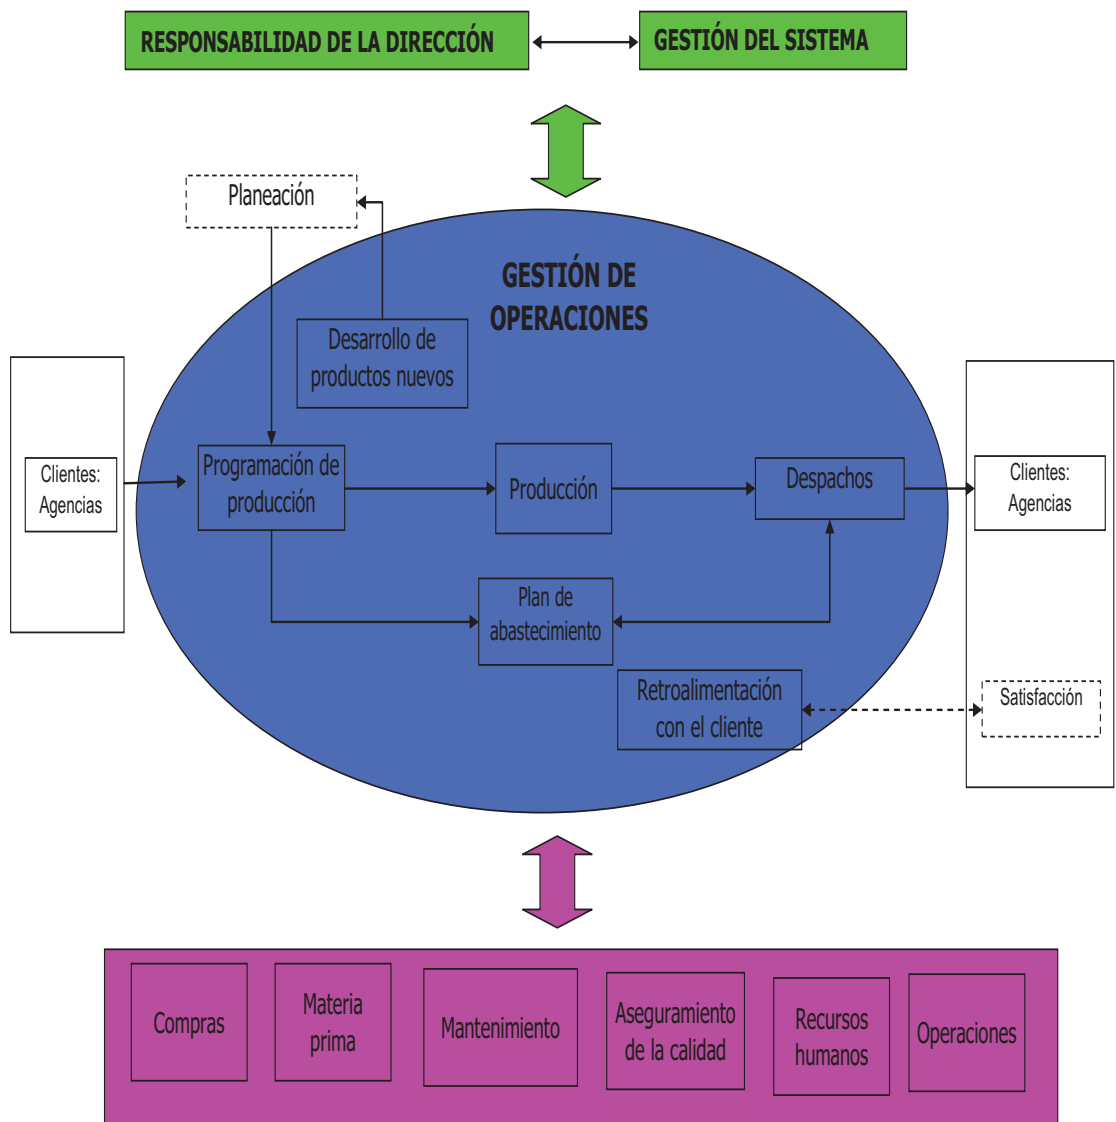 RESPONSABILIDAD DE LA DIRECCIÓN
GESTIÓN DEL SISTEMA
Planeación
GESTIÓN DE
OPERACIONES
Desarrollo de
productos nuevos
Clientes:
Agencias
Programación de
producción
Producción
Despachos
Clientes:
Agencias
Plan de
abastecimiento
Retroalimentación
con el cliente
Satisfacción
Compras
Materia
prima
Mantenimiento
Aseguramiento
de la calidad
Recursos
humanos
Operaciones